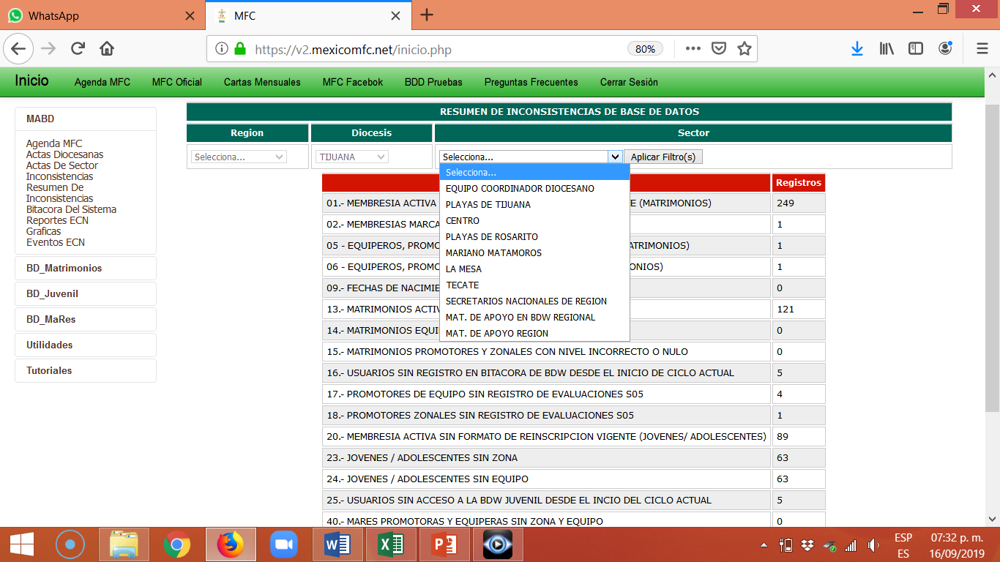 WhatsApp
MFC
https://v2.mexicomfc.net/inicio.php
80%
Inicio Agenda MFC MFC Oficial Cartas Mensuales MFC Facebok BDD Pruebas Preguntas Frecuentes Cerrar Sesiòn
MABD
Agenda MFC
Actas Diocesanas
Actas De Sector
Inconsistencias
Resumen De
Inconsistencias
Bitacora Del Sistema
Reportes ECN
Graficas
Eventos ECN
BD_Matrimonios
BD_Juvenil
BD_MaRes
Utilidades
Tutoriales
RESUMEN DE INCONSISTENCIAS DE BASE DE DATOS
Region Diocesis Sector
Selecciona... TIJUANA Selecciona... Aplicar Filtro(s)
Selecciona...
EQUIPO COORDINADOR DIOCESANO
PLAYAS DE TIJUANA
CENTRO
PLAYAS DE ROSARITO
MARIANO MATAMOROS
LA MESA
TECATE
SECRETARIOS NACIONALES DE REGION
MAT. DE APOYO EN BDW REGIONAL
MAT. DE APOYO REGION
Registros
01.- MEMBRESIA ACTIVA E (MATRIMONIOS) 249
02.- MEMBRESIAS MARCA 1
05 - EQUIPEROS, PROMO ATRIMONIOS) 1
06 - EQUIPEROS, PROMO ONIOS) 1
09.- FECHAS DE NACIMIE 0
13.- MATRIMONIOS ACTIV 121
14.- MATRIMONIOS EQUI 0
15.- MATRIMONIOS PROMOTORES Y ZONALES CON NIVEL INCORRECTO O NULO 0
16.- USUARIOS SIN REGISTRO EN BITACORA DE BDW DESDE EL INICIO DE CICLO ACTUAL 5
17.- PROMOTORES DE EQUIPO SIN REGISTRO DE EVALUACIONES S05 4
18.- PROMOTORES ZONALES SIN REGISTRO DE EVALUACIONES S05 1
20.- MEMBRESIA ACTIVA SIN FORMATO DE REINSCRIPCION VIGENTE (JOVENES/ ADOLESCENTES) 89
23.- JOVENES / ADOLESCENTES SIN ZONA 63
24.- JOVENES / ADOLESCENTES SIN EQUIPO 63
25.- USUARIOS SIN ACCESO A LA BDW JUVENIL DESDE EL INCIO DEL CICLO ACTUAL 5
40.- MARES PROMOTORAS Y EQUIPERAS SIN ZONA Y EQUIPO 0
ESP
ES
07:32 p. m.
16/09/2019